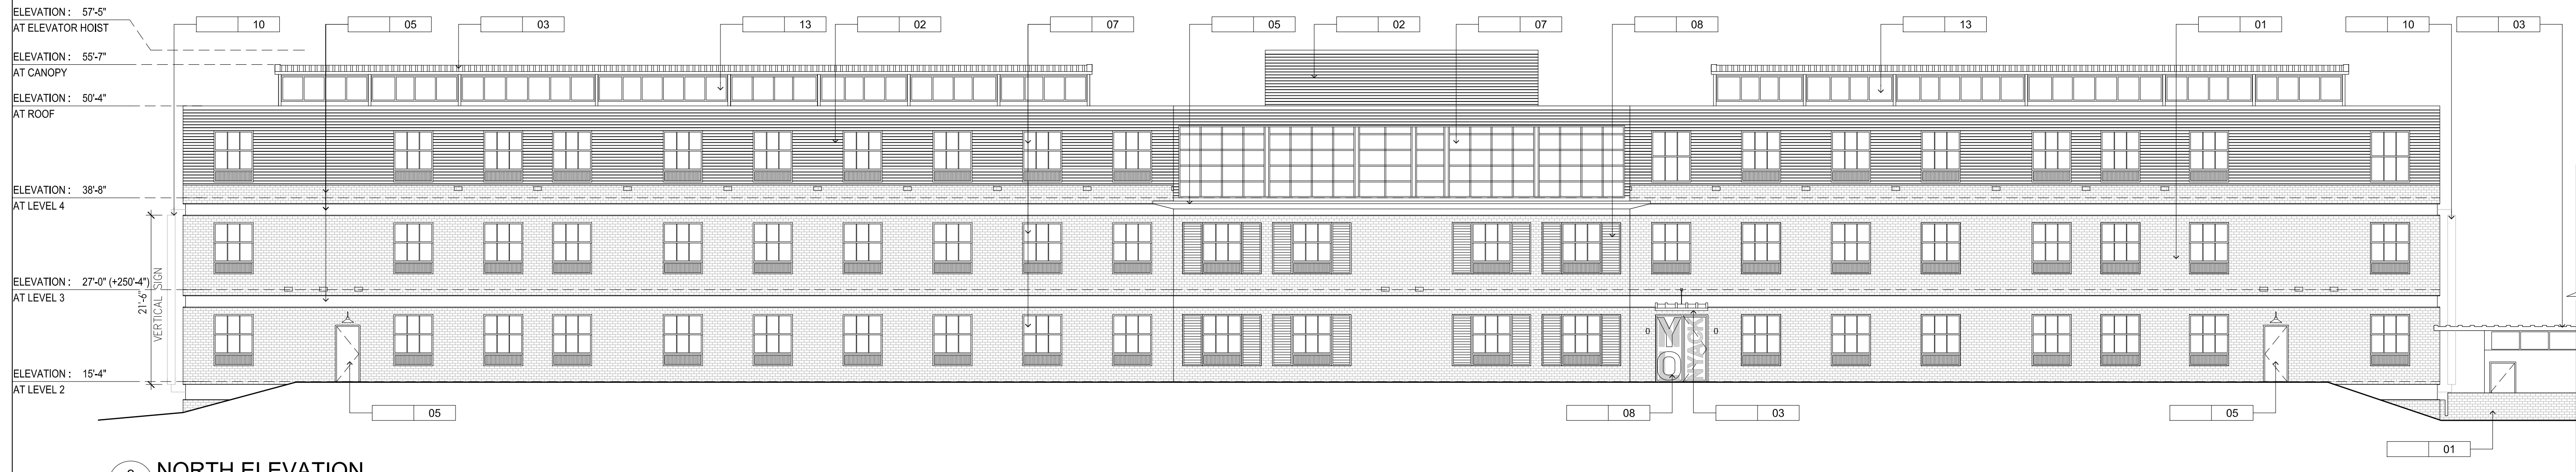 ELEVATION : 57'-5"
AT ELEVATOR HOIST
10
05
03
13
02
07
05
02
07
08
13
01
10
03
ELEVATION : 55'-7"
AT CANOPY
ELEVATION : 50'-4"
AT ROOF
ELEVATION : 38'-8"
AT LEVEL 4
ELEVATION : 27'-0" (+250'-4")
AT LEVEL 3
21'-6"
VERTICAL SIGN
YO
NYACK
ELEVATION : 15'-4"
AT LEVEL 2
05
08
03
05
01
NORTH ELEVATION